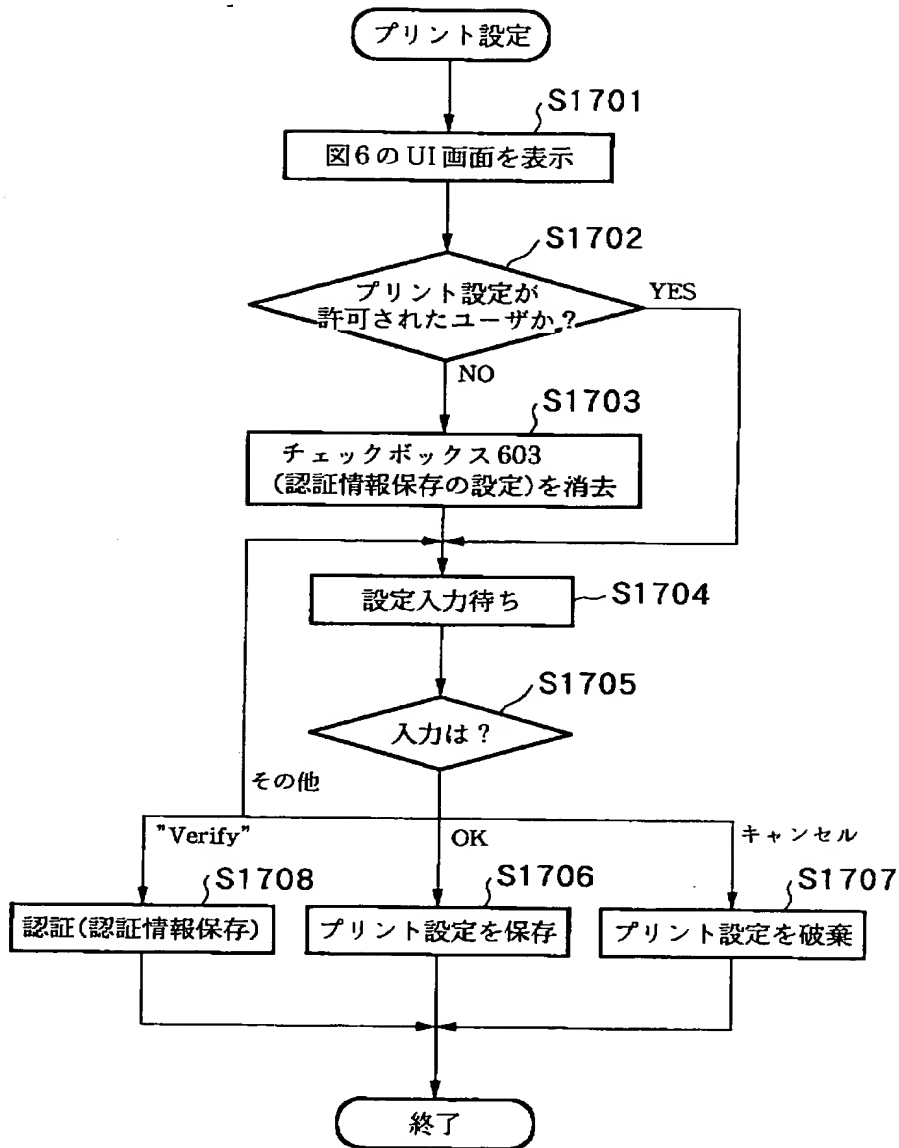 プリント設定
S1701
図6のUI画面を表示
S1702
プリント設定が
許可されたユーザか?
YES
NO
S1703
チェックボックス603
(認証情報保存の設定)を消去
設定入力待ち
S1704
S1705
入力は?
その他
"Verify"
OK
キャンセル
S1708
S1706
S1707
認証(認証情報保存)
プリント設定を保存
プリント設定を破棄
終了